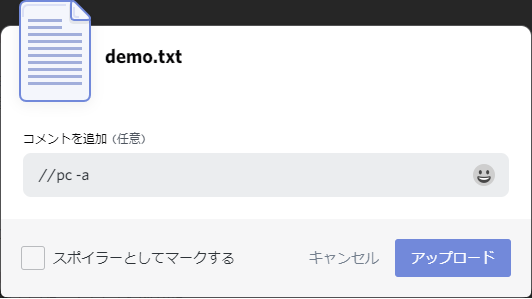 demo.txt
コメントを追加 (任意)
//pc -a
スポイラーとしてマークする
キャンセル
アップロード